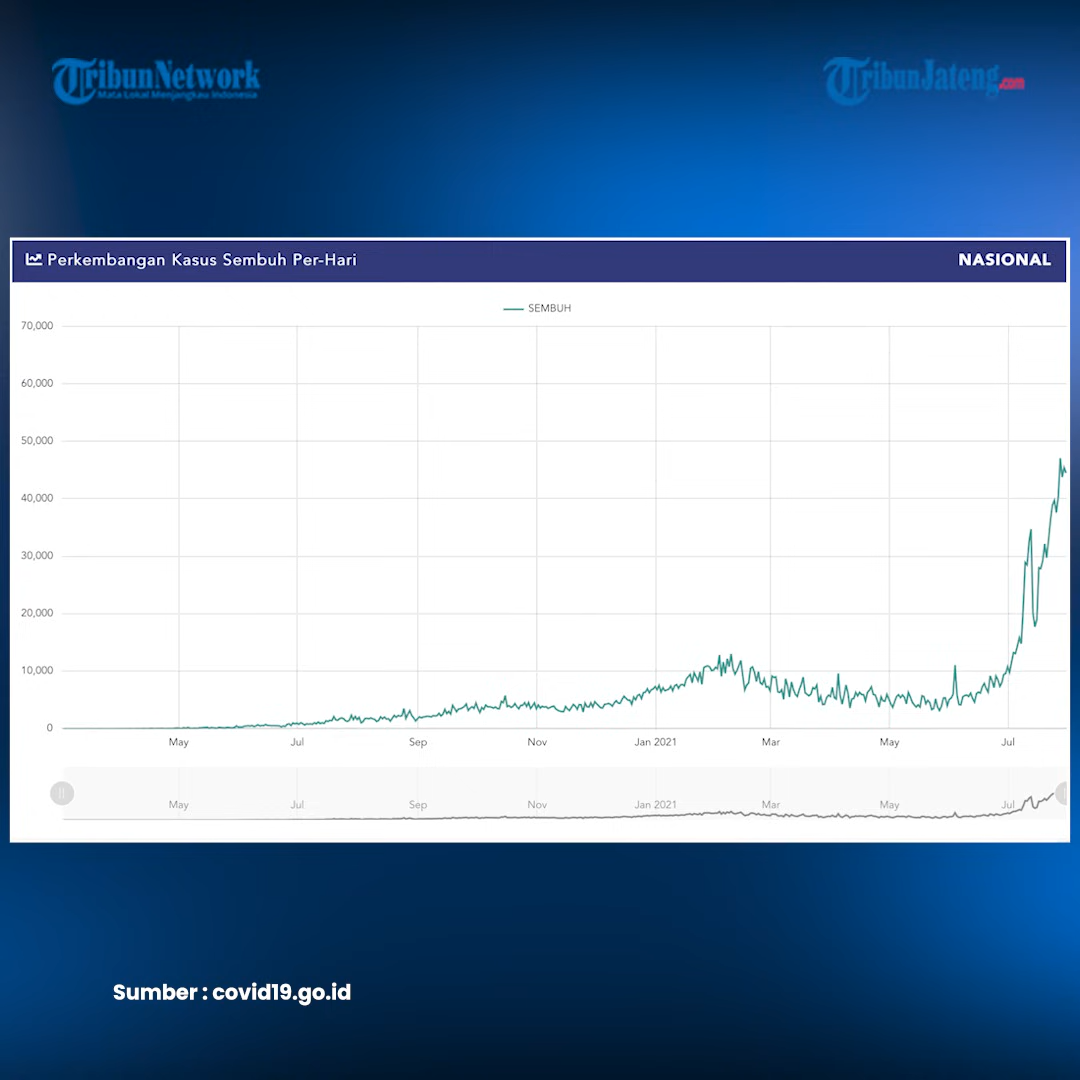 TribunNetwork
Mata Lokal Menjangkau Indonesia
TribunJateng.com
Perkembangan Kasus Sembuh Per-Hari
NASIONAL
SEMBUH
70,000
60,000
50,000
40,000
30,000
20,000
10,000
0
May Jul Sep Nov Jan 2021 Mar May Jul
May Jul Sep Nov Jan 2021 Mar May Jul
Sumber : covid19.go.id